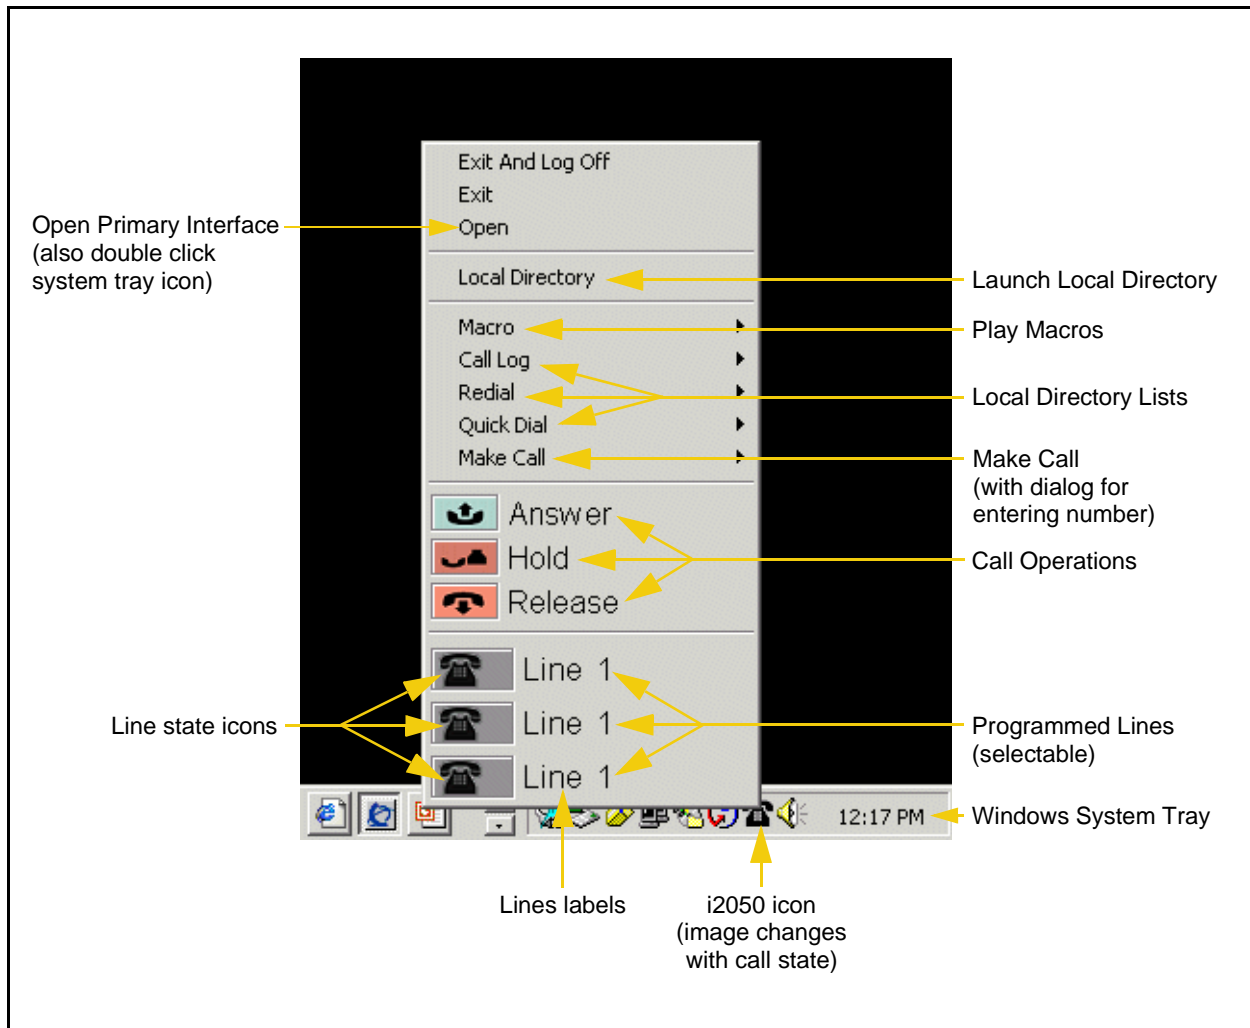 Exit And Log Off
Exit
Open
Open Primary Interface
(also double click
system tray icon)
Local Directory
Launch Local Directory
Macro
Play Macros
Call Log
Redial
Quick Dial
Local Directory Lists
Make Call
Make Call
(with dialog for
entering number)
Answer
Hold
Release
Call Operations
Line 1
Line 1
Line 1
Line state icons
Programmed Lines
(selectable)
12:17 PM
Windows System Tray
Lines labels
i2050 icon
(image changes
with call state)